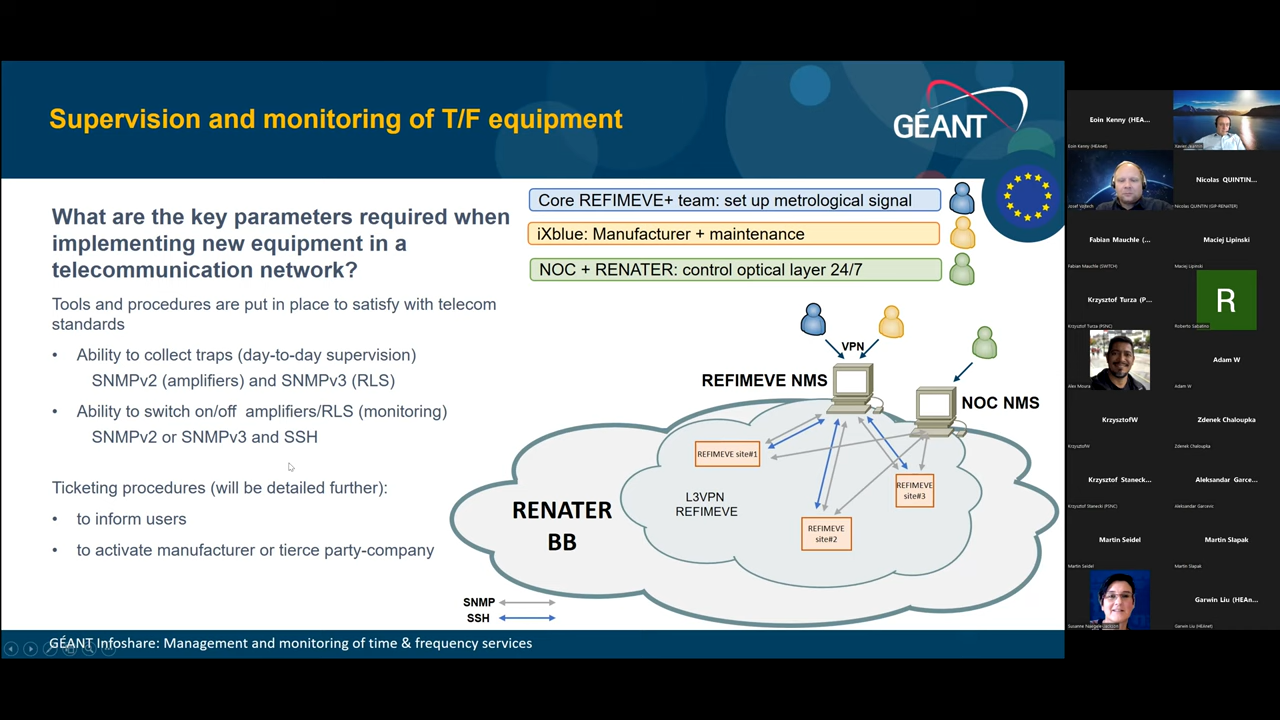 Supervision and monitoring of T/F equipment
GÉANT
What are the key parameters required when
implementing new equipment in a
telecommunication network?
Tools and procedures are put in place to satisfy with telecom
standards
• Ability to collect traps (day-to-day supervision)
SNMPv2 (amplifiers) and SNMPv3 (RLS)
• Ability to switch on/off amplifiers/RLS (monitoring)
SNMPv2 or SNMPv3 and SSH
Ticketing procedures (will be detailed further):
• to inform users
• to activate manufacturer or tierce party-company
Core REFIMEVE+ team: set up metrological signal
iXblue: Manufacturer + maintenance
NOC + RENATER: control optical layer 24/7
VPN
REFIMEVE NMS
NOC NMS
REFIMEVE site#1
REFIMEVE
site#3
L3VPN
REFIMEVE
REFIMEVE
site#2
RENATER
BB
SNMP
SSH
GÉANT Infoshare: Management and monitoring of time & frequency services
Eoin Kenny (HEA...
Eoin Kenny (HEAnet)
Xavier Jeannin
Josef Vojtech
Nicolas QUINTIN...
Nicolas QUINTIN (GIP-RENATER)
Fabian Mauchle (...
Fabian Mauchle (SWITCH)
Maciej Lipinski
Maciej Lipinski
Krzysztof Turza (P...
Krzysztof Turza (PSNC)
R
Roberto Sabatino
Alex Moura
Adam W
Adam W
KrzysztofW
KrzysztofW
Zdenek Chaloupka
Zdenek Chaloupka
Krzysztof Staneck...
Krzysztof Stanecki (PSNC)
Aleksandar Garce...
Aleksandar Garcevic
Martin Seidel
Martin Seidel
Martin Slapak
Martin Slapak
Susanne Naegele-Jackson
Garwin Liu (HEAn...
Garwin Liu (HEAnet)